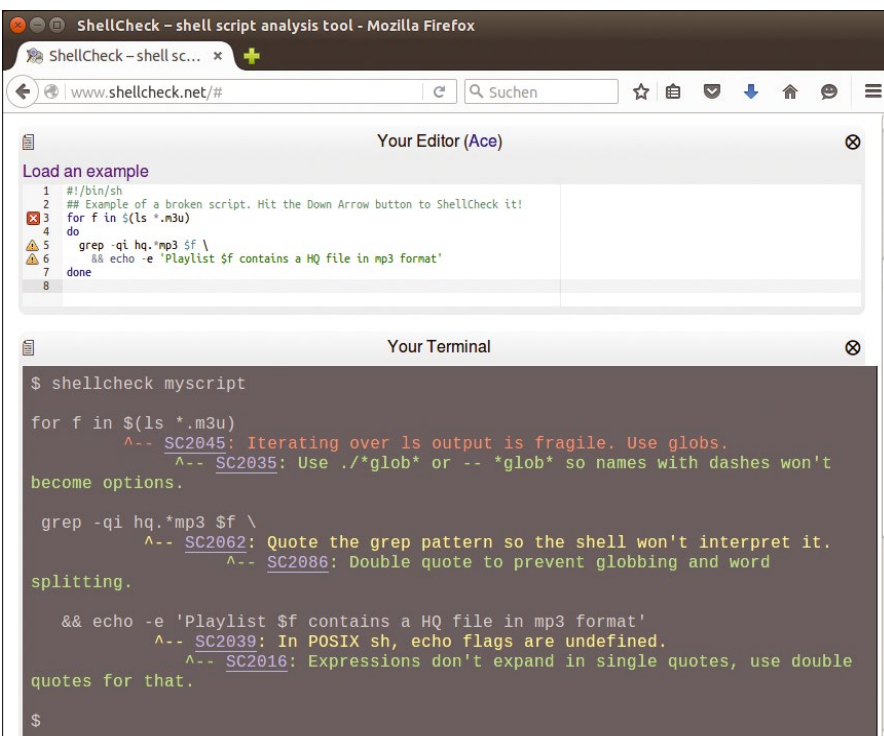 ShellCheck – shell script analysis tool - Mozilla Firefox
ShellCheck – shell sc... ×
www.shellcheck.net/#
Suchen
Your Editor (Ace)
Load an example
1 #!/bin/sh
2 ## Example of a broken script. Hit the Down Arrow button to ShellCheck it!
3 for f in $(ls *.m3u)
4 do
5 grep -qi hq.*mp3 $f \
6 && echo -e 'Playlist $f contains a HQ file in mp3 format'
7 done
8
Your Terminal
$ shellcheck myscript
for f in $(ls *.m3u)
^-- SC2045: Iterating over ls output is fragile. Use globs.
^-- SC2035: Use ./*glob* or -- *glob* so names with dashes won't
become options.
grep -qi hq.*mp3 $f \
^-- SC2062: Quote the grep pattern so the shell won't interpret it.
^-- SC2086: Double quote to prevent globbing and word
splitting.
&& echo -e 'Playlist $f contains a HQ file in mp3 format'
^-- SC2039: In POSIX sh, echo flags are undefined.
^-- SC2016: Expressions don't expand in single quotes, use double
quotes for that.
$